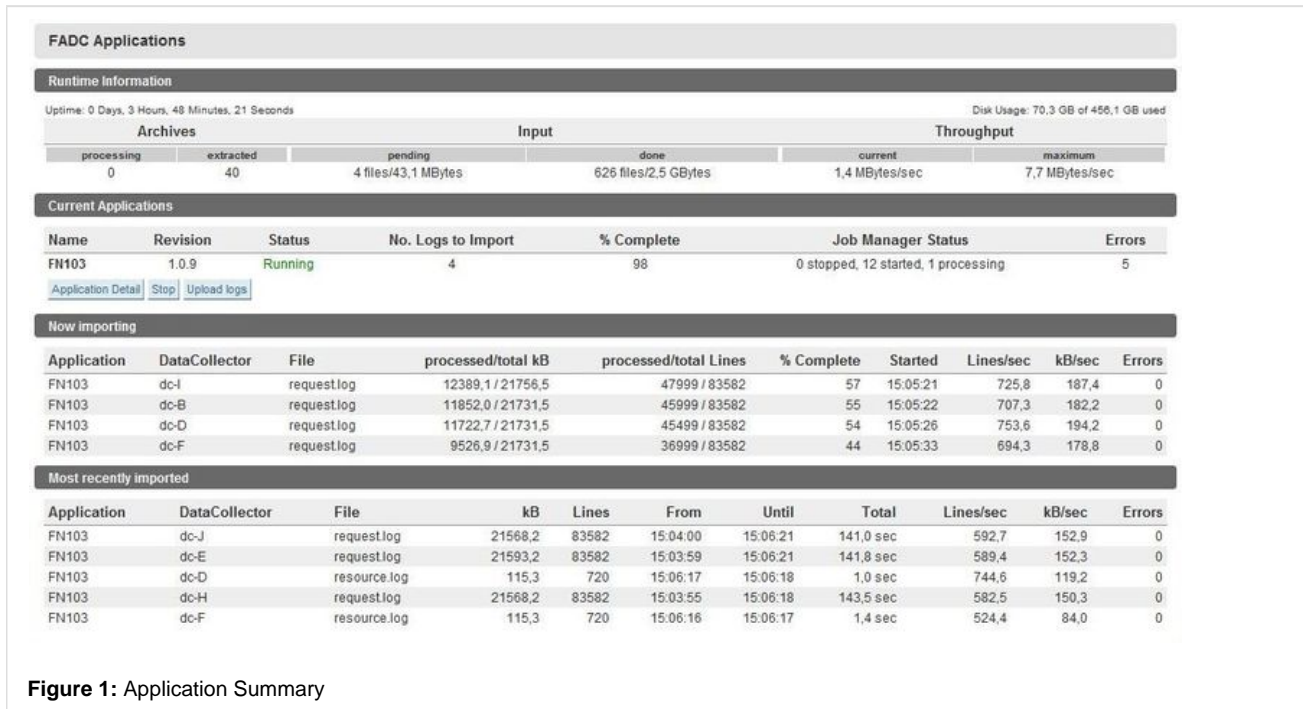 FADC Applications
Runtime Information
Uptime: 0 Days, 3 Hours, 48 Minutes, 21 Seconds Disk Usage: 70,3 GB of 456,1 GB used
Archives Input Throughput
processing extracted pending done current maximum
0 40 4 files/43,1 MBytes 626 files/2,5 GBytes 1,4 MBytes/sec 7,7 MBytes/sec
Current Applications
Name Revision Status No. Logs to Import % Complete Job Manager Status Errors
FN103 1.0.9 Running 4 98 0 stopped, 12 started, 1 processing 5
Application Detail Stop Upload logs
Now importing
Application DataCollector File processed/total kB processed/total Lines % Complete Started Lines/sec kB/sec Errors
FN103 dc-I request.log 12389,1 / 21756,5 47999 / 83582 57 15:05:21 725,8 187,4 0
FN103 dc-B request.log 11852,0 / 21731,5 45999 / 83582 55 15:05:22 707,3 182,2 0
FN103 dc-D request.log 11722,7 / 21731,5 45499 / 83582 54 15:05:26 753,6 194,2 0
FN103 dc-F request.log 9526,9 / 21731,5 36999 / 83582 44 15:05:33 694,3 178,8 0
Most recently imported
Application DataCollector File kB Lines From Until Total Lines/sec kB/sec Errors
FN103 dc-J request.log 21568,2 83582 15:04:00 15:06:21 141,0 sec 592,7 152,9 0
FN103 dc-E request.log 21593,2 83582 15:03:59 15:06:21 141,8 sec 589,4 152,3 0
FN103 dc-D resource.log 115,3 720 15:06:17 15:06:18 1,0 sec 744,6 119,2 0
FN103 dc-H request.log 21568,2 83582 15:03:55 15:06:18 143,5 sec 582,5 150,3 0
FN103 dc-F resource.log 115,3 720 15:06:16 15:06:17 1,4 sec 524,4 84,0 0
Figure 1: Application Summary